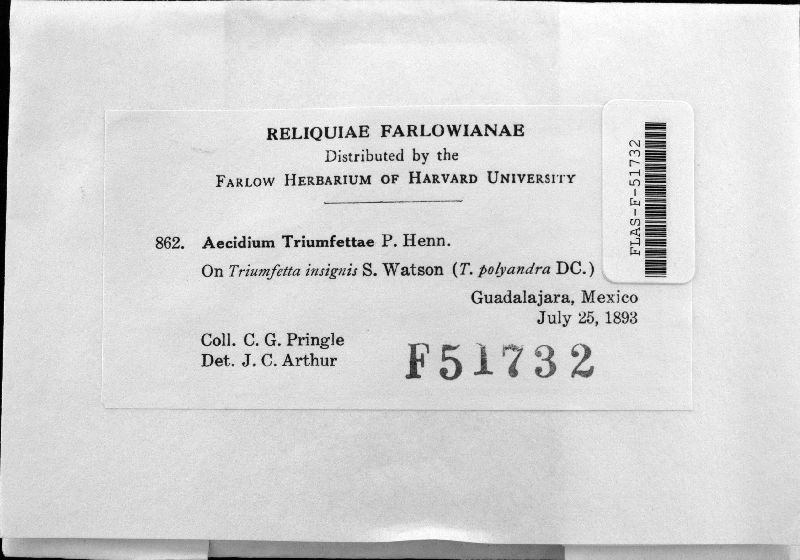 RELIQUIAE FARLOWIANAE
Distributed by the
FARLOW HERBARIUM OF HARVARD UNIVERSITY
862. Aecidium Triumfettae P. Henn.
On Triumfetta insignis S. Watson (T. polyandra DC.)
Guadalajara, Mexico
July 25, 1893
Coll. C. G. Pringle
Det. J. C. Arthur
F51732
FLAS-F-51732